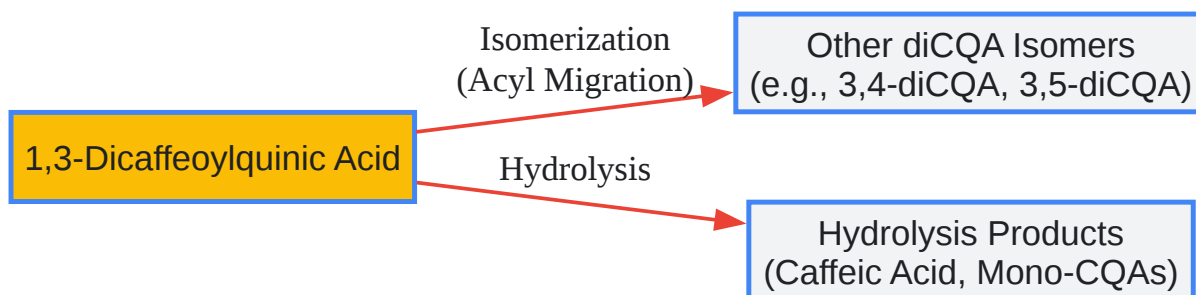 Isomerization
(Acyl Migration)
Other diCQA Isomers
(e.g., 3,4-diCQA, 3,5-diCQA)
1,3-Dicaffeoylquinic Acid
Hydrolysis
Hydrolysis Products
(Caffeic Acid, Mono-CQAs)